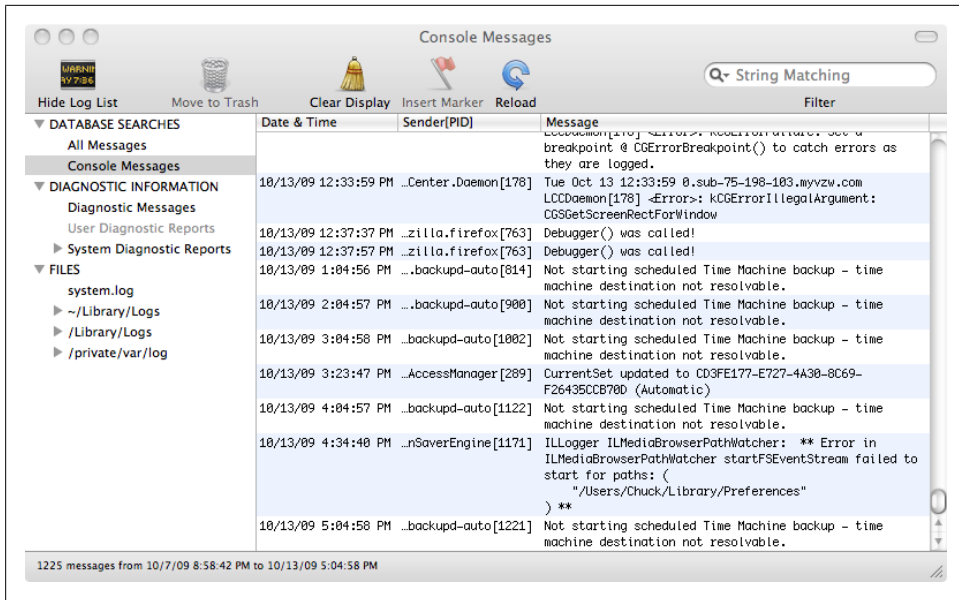 Console Messages
WARNIN
AY 7:86
String Matching
Hide Log List Move to Trash Clear Display Insert Marker Reload Filter
▼ DATABASE SEARCHES
All Messages
Console Messages
▼ DIAGNOSTIC INFORMATION
Diagnostic Messages
User Diagnostic Reports
▶ System Diagnostic Reports
▼ FILES
system.log
▶ ~/Library/Logs
▶ /Library/Logs
▶ /private/var/log
Date & Time Sender[PID] Message
LCCDaemon[178] <Error>: kCGErrorFailure: Set a
breakpoint @ CGErrorBreakpoint() to catch errors as
they are logged.
10/13/09 12:33:59 PM …Center.Daemon[178] Tue Oct 13 12:33:59 0.sub-75-198-103.myvzw.com
LCCDaemon[178] <Error>: kCGErrorIllegalArgument:
CGSGetScreenRectForWindow
10/13/09 12:37:37 PM …zilla.firefox[763] Debugger() was called!
10/13/09 12:37:57 PM …zilla.firefox[763] Debugger() was called!
10/13/09 1:04:56 PM ….backupd-auto[814] Not starting scheduled Time Machine backup - time
machine destination not resolvable.
10/13/09 2:04:57 PM ….backupd-auto[900] Not starting scheduled Time Machine backup - time
machine destination not resolvable.
10/13/09 3:04:58 PM …backupd-auto[1002] Not starting scheduled Time Machine backup - time
machine destination not resolvable.
10/13/09 3:23:47 PM …AccessManager[289] CurrentSet updated to CD3FE177-E727-4A30-8C69-
F26435CCB70D (Automatic)
10/13/09 4:04:57 PM …backupd-auto[1122] Not starting scheduled Time Machine backup - time
machine destination not resolvable.
10/13/09 4:34:40 PM …nSaverEngine[1171] ILLogger ILMediaBrowserPathWatcher: ** Error in
ILMediaBrowserPathWatcher startFSEventStream failed to
start for paths: (
"/Users/Chuck/Library/Preferences"
) **
10/13/09 5:04:58 PM …backupd-auto[1221] Not starting scheduled Time Machine backup - time
machine destination not resolvable.
1225 messages from 10/7/09 8:58:42 PM to 10/13/09 5:04:58 PM